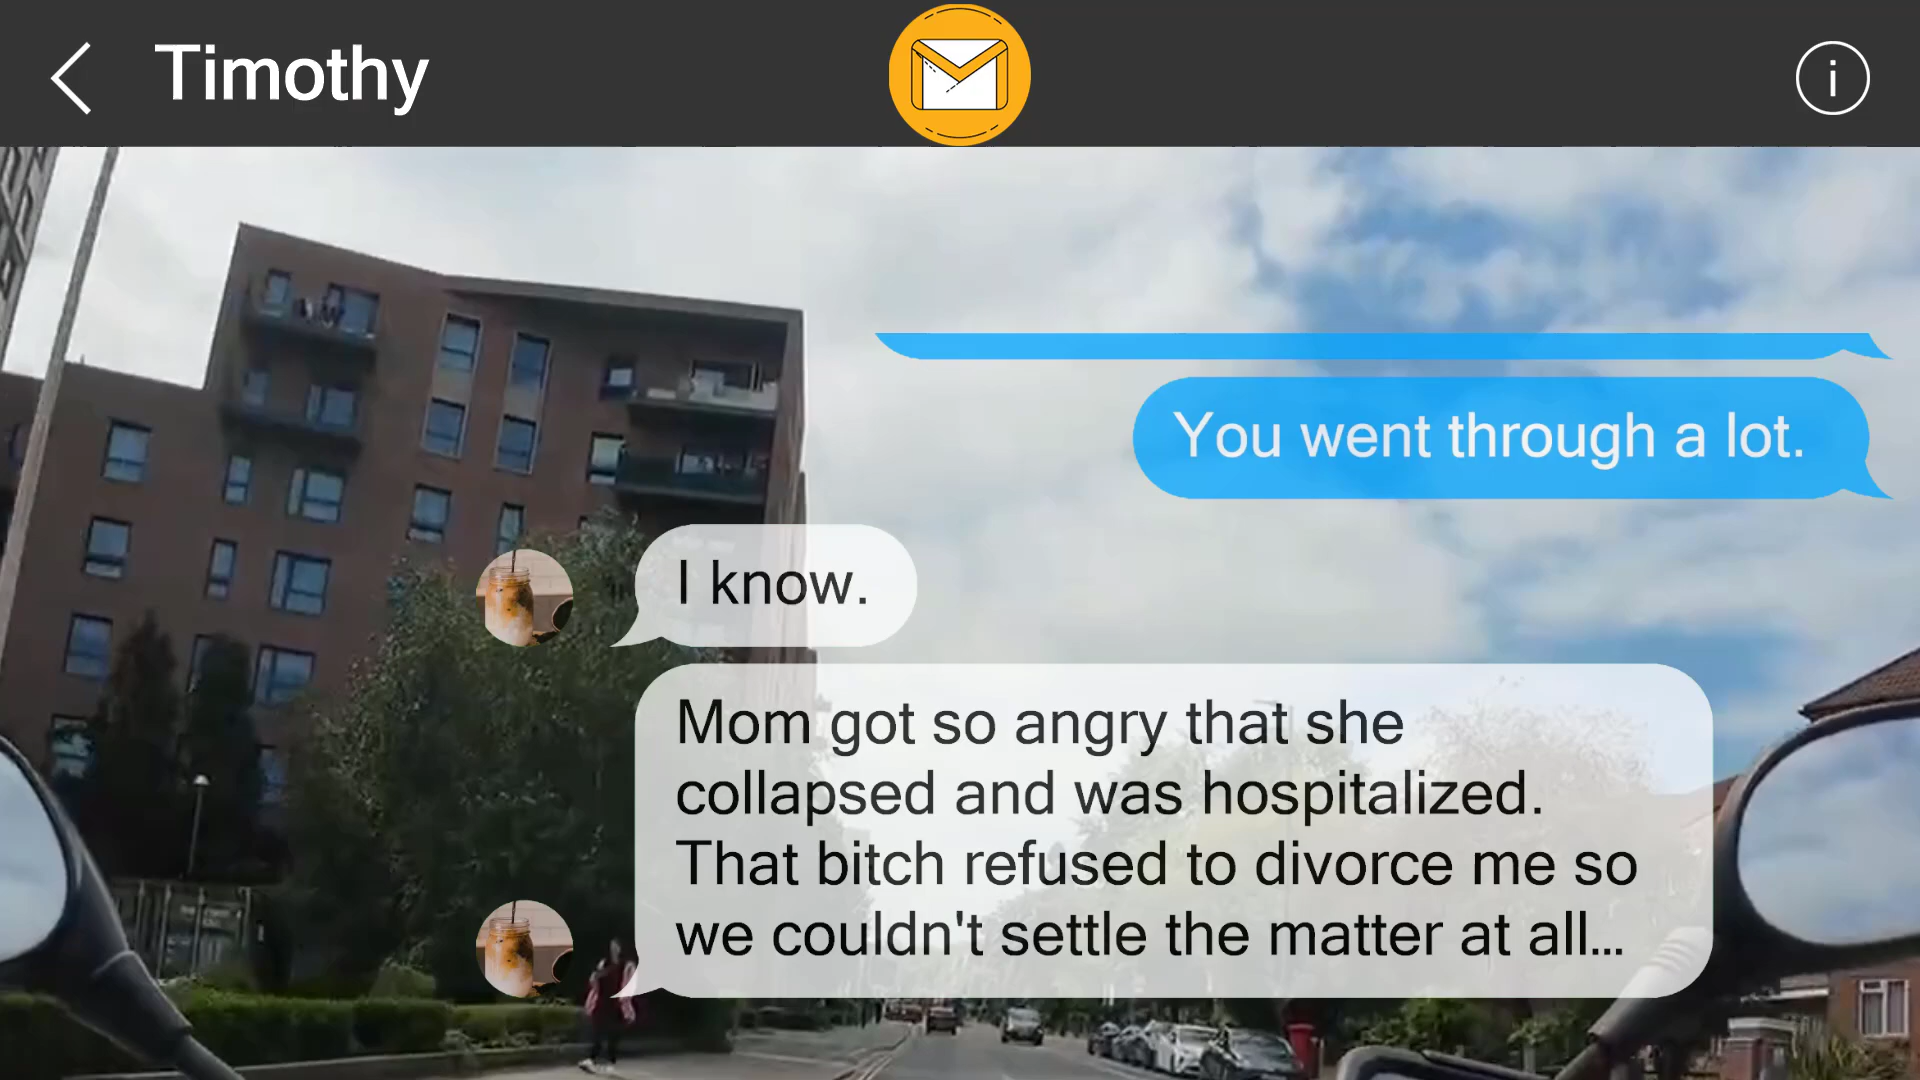 Timothy
i
You went through a lot.
I know.
Mom got so angry that she
collapsed and was hospitalized.
That bitch refused to divorce me so
we couldn't settle the matter at all...